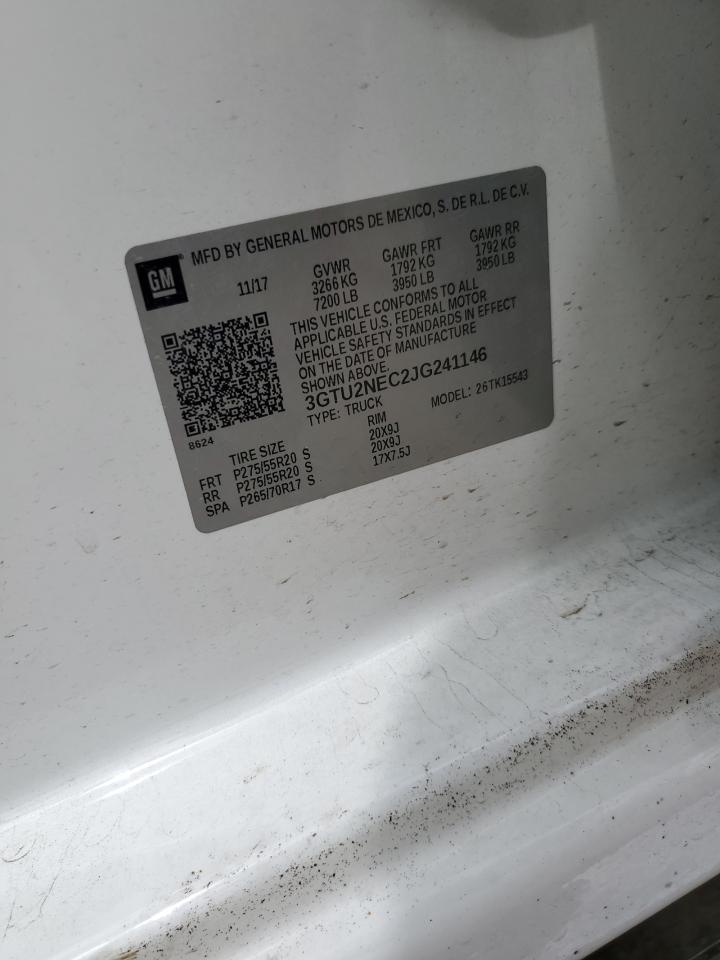 GM
MFD BY GENERAL MOTORS DE MEXICO, S. DE R.L. DE C.V.
11/17 GVWR GAWR FRT GAWR RR
3266 KG 1792 KG 1792 KG
7200 LB 3950 LB 3950 LB
THIS VEHICLE CONFORMS TO ALL
APPLICABLE U.S. FEDERAL MOTOR
VEHICLE SAFETY STANDARDS IN EFFECT
ON THE DATE OF MANUFACTURE
SHOWN ABOVE.
3GTU2NEC2JG241146
TYPE: TRUCK MODEL: 26TK15543
8624
TIRE SIZE RIM
FRT P275/55R20 S 20X9J
RR P275/55R20 S 20X9J
SPA P265/70R17 S 17X7.5J